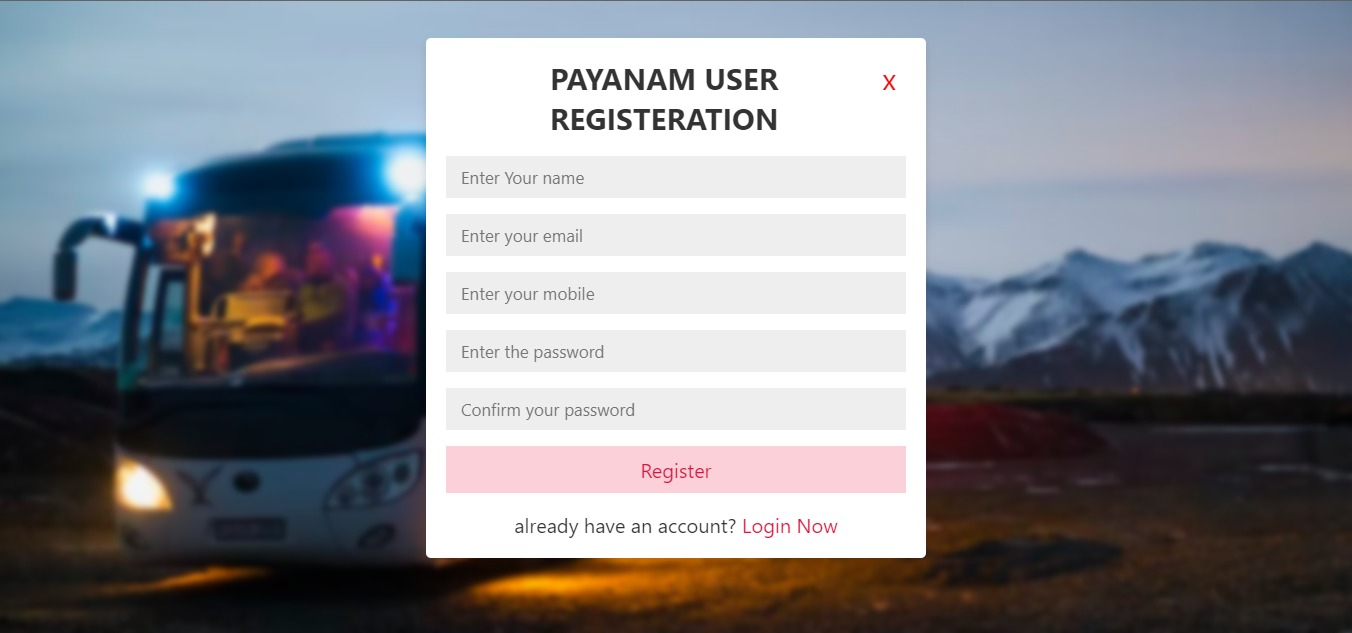 PAYANAM USER
X
REGISTERATION
Enter Your name
Enter your email
Enter your mobile
Enter the password
Confirm your password
Register
already have an account? Login Now